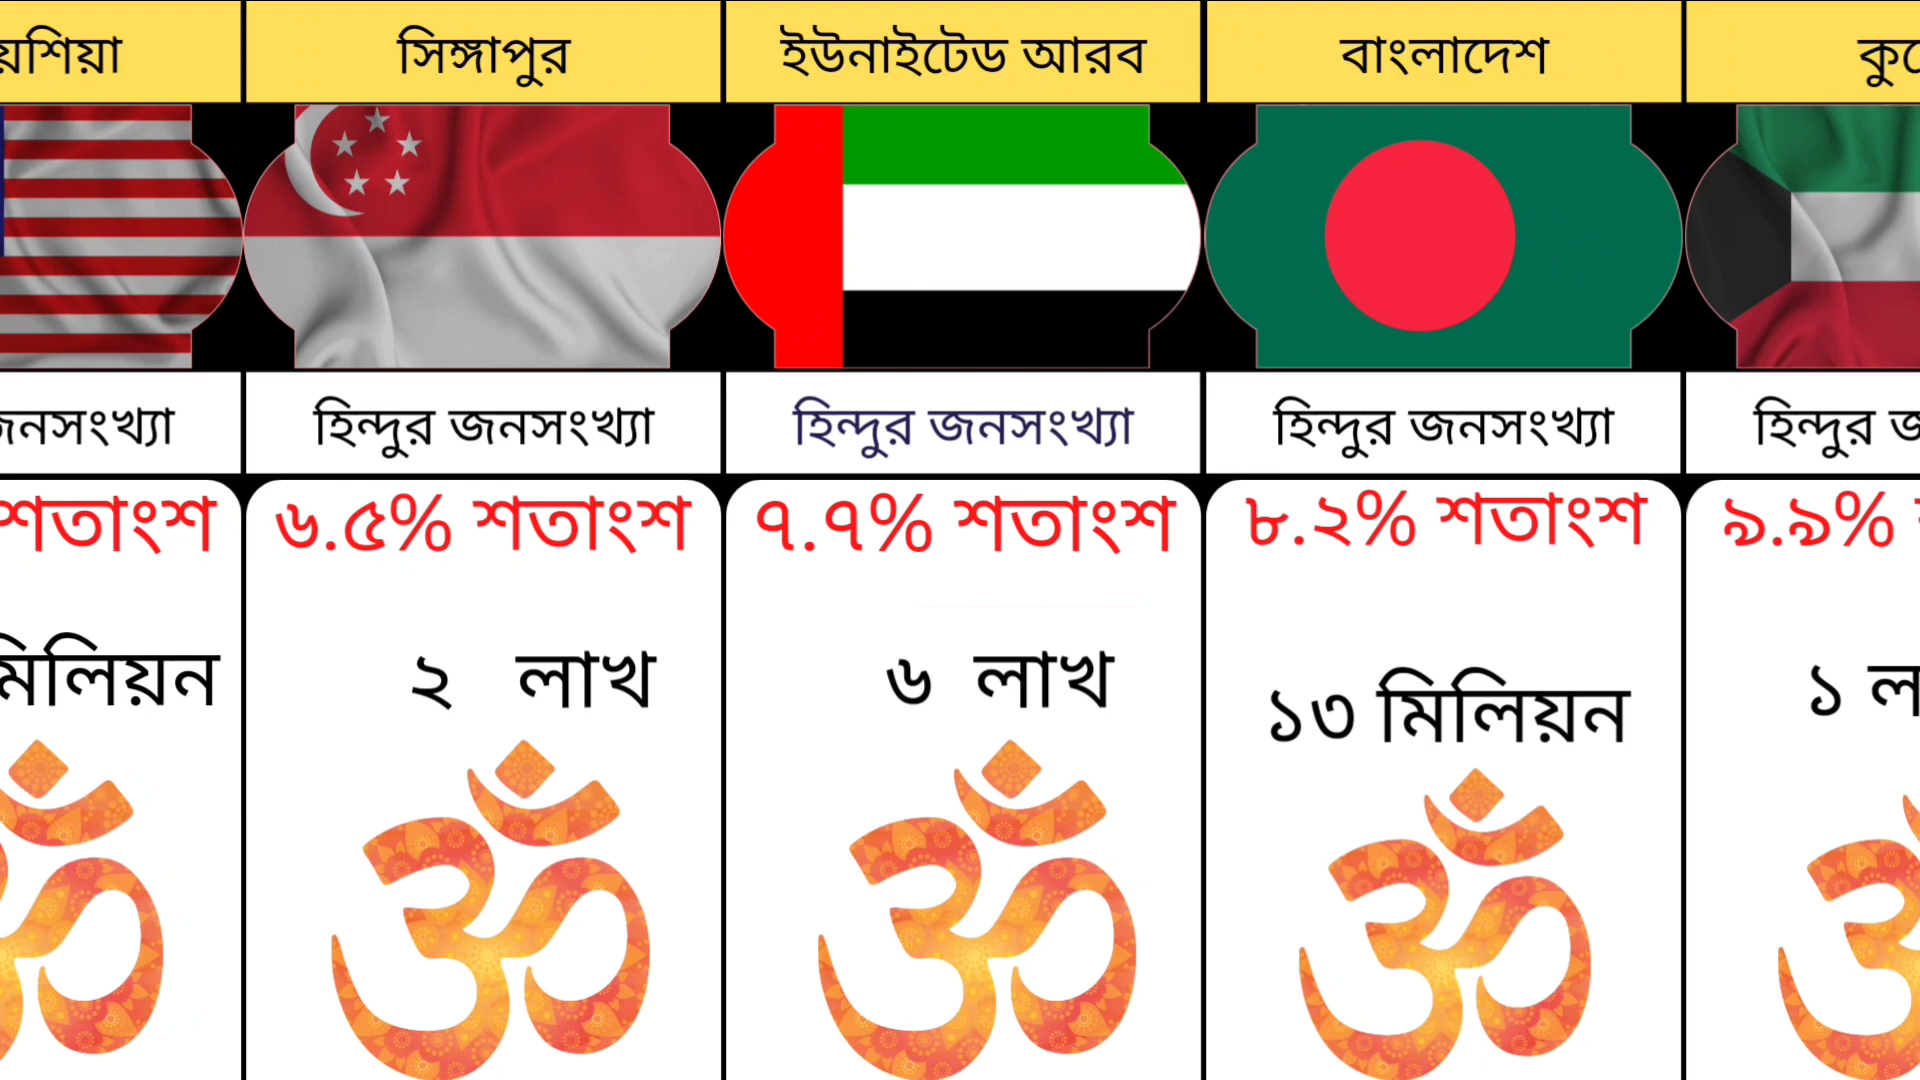 য়শিয়া
সিঙ্গাপুর
ইউনাইটেড আরব
বাংলাদেশ
জনসংখ্যা
হিন্দুর জনসংখ্যা
হিন্দুর জনসংখ্যা
হিন্দুর জনসংখ্যা
হিন্দুর
শতাংশ
৬.৫% শতাংশ
৭.৭% শতাংশ
৮.২% শতাংশ
৯.৯%
মিলিয়ন
২ লাখ
৬ লাখ
১৩ মিলিয়ন
১ ল
ॐ
ॐ
ॐ
ॐ
ॐ